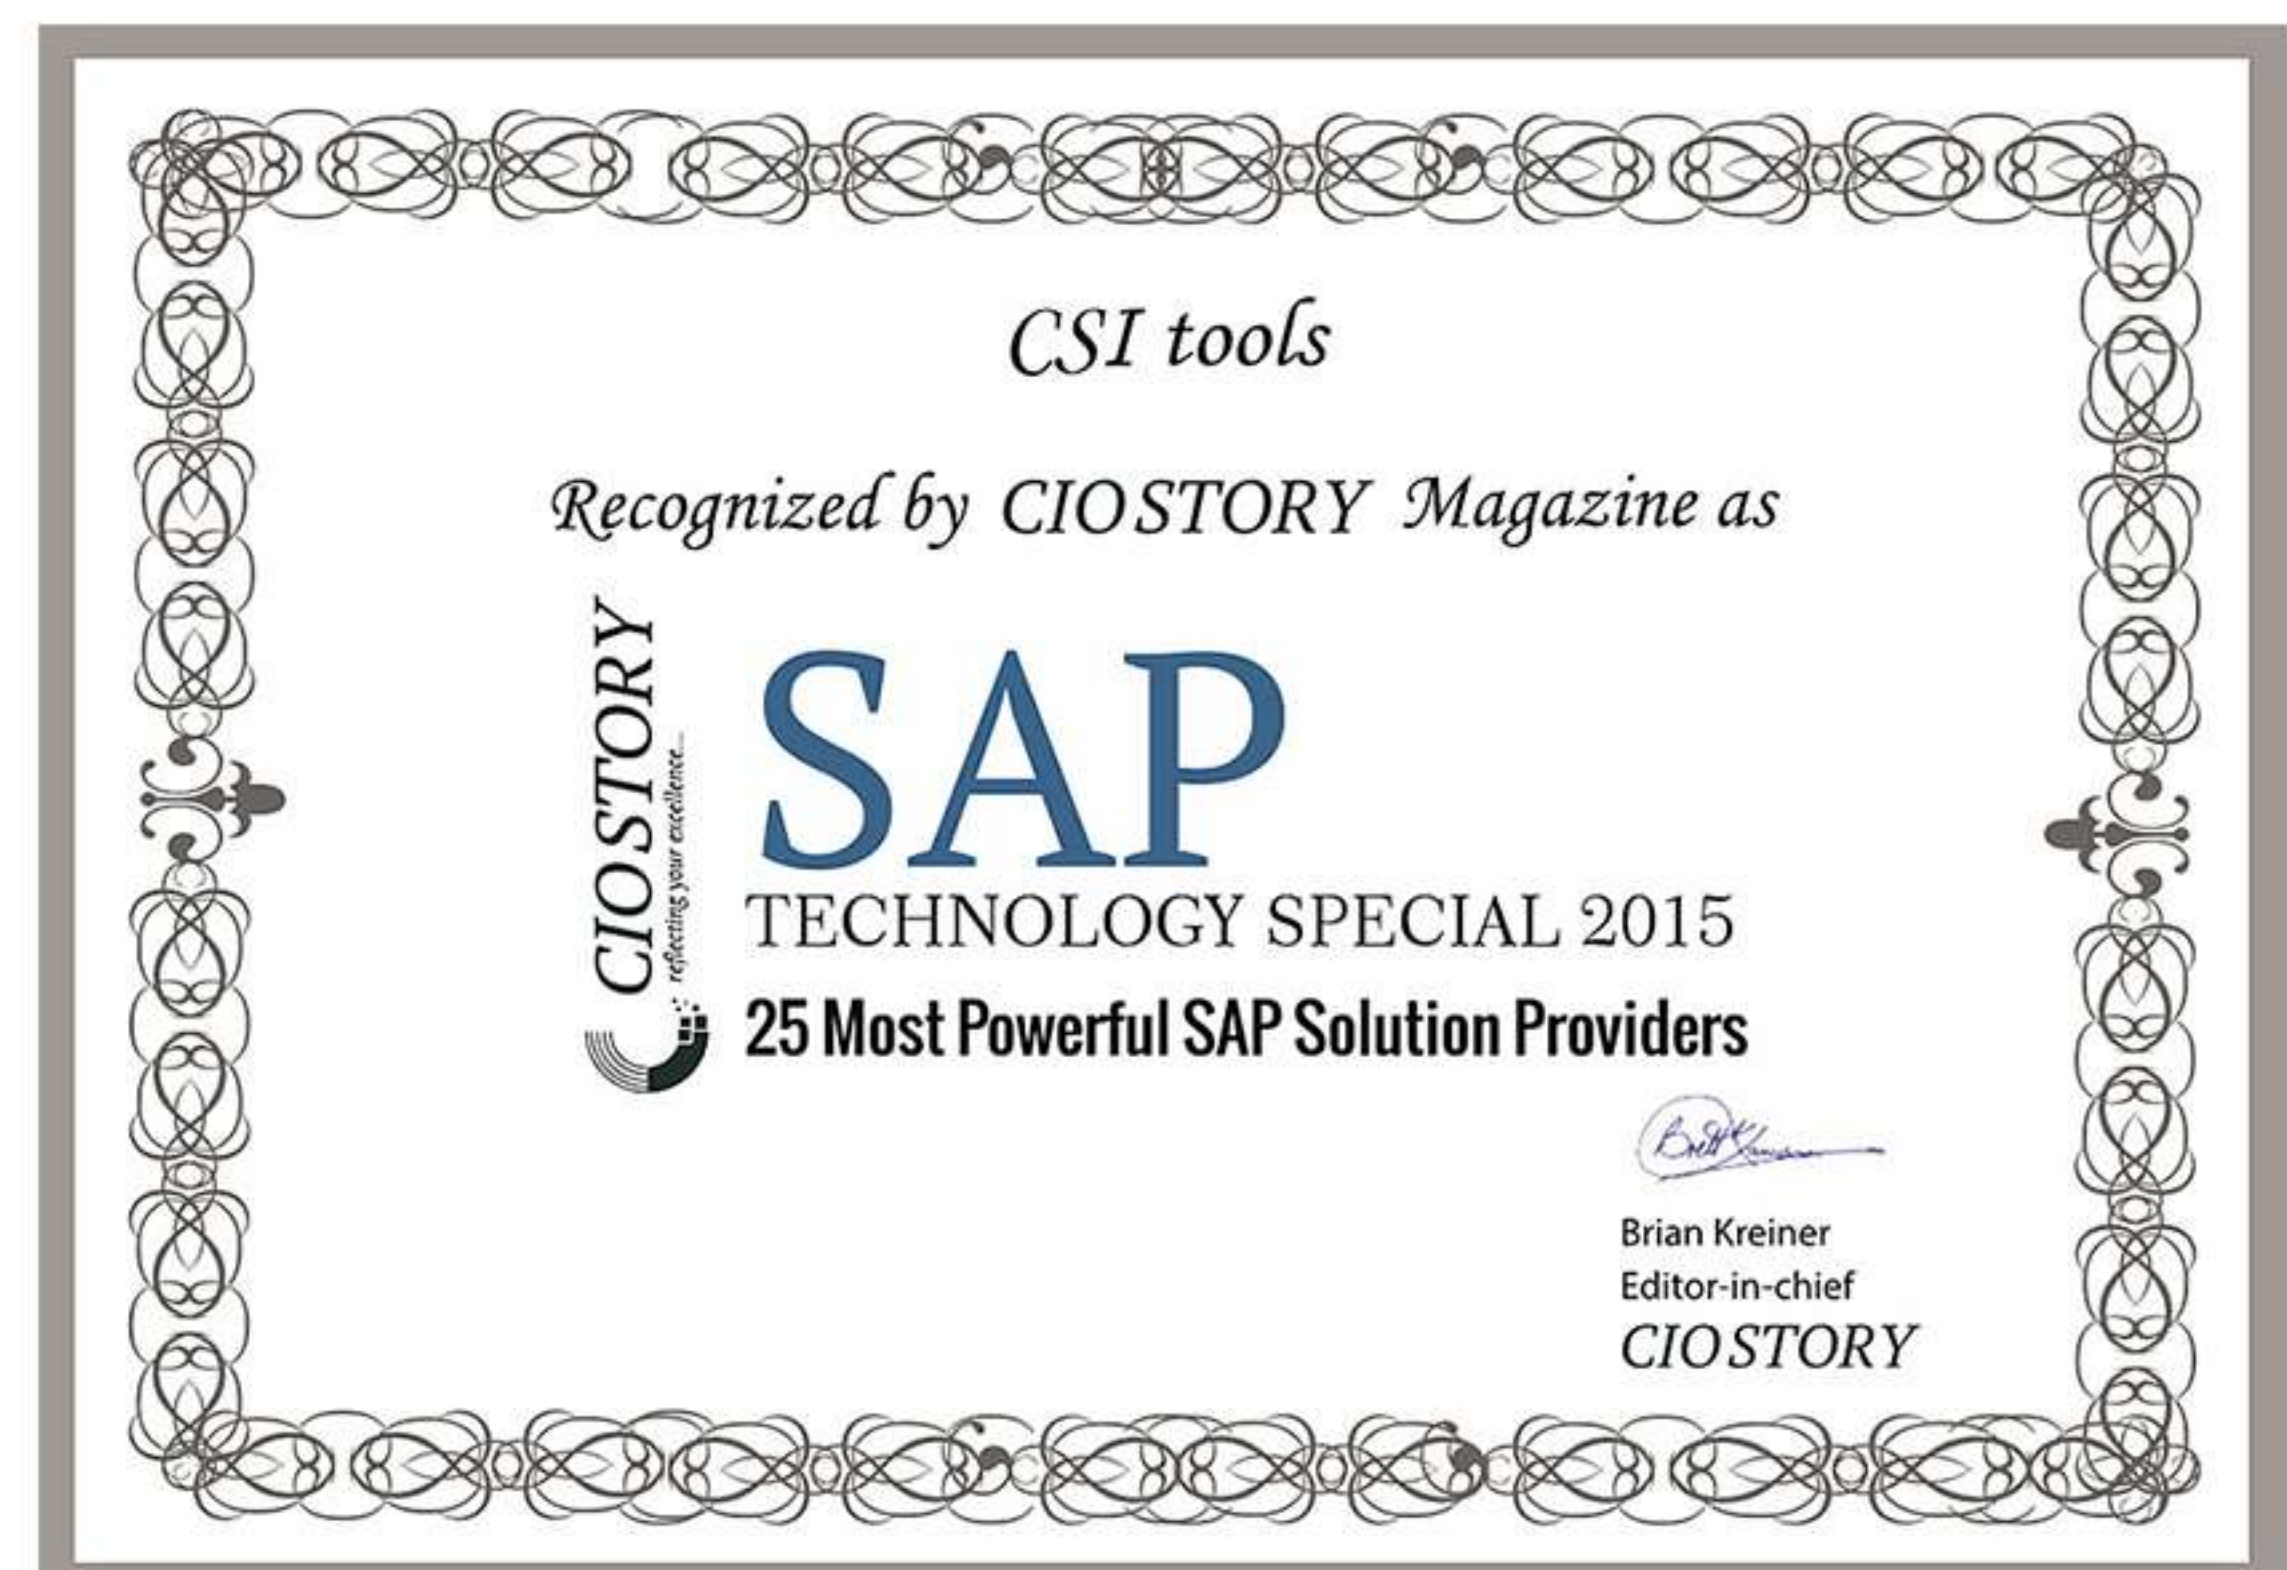 CSI tools
Recognized by CIOSTORY Magazine as
CIOSTORY
reflecting your excellence...
SAP
TECHNOLOGY SPECIAL 2015
25 Most Powerful SAP Solution Providers
Brian Kreiner
Editor-in-chief
CIOSTORY